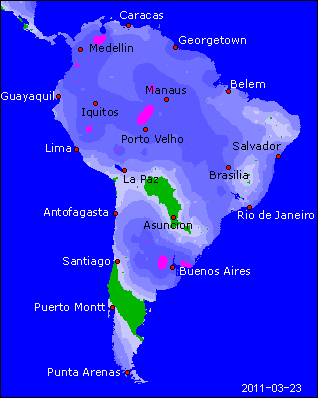 Caracas
Georgetown
Medellin
Manaus
Belem
Guayaquil
Iquitos
Porto Velho
Salvador
Lima
La Paz
Brasilia
Antofagasta
Rio de Janeiro
Asuncion
Santiago
Buenos Aires
Puerto Montt
Punta Arenas
2011-03-23